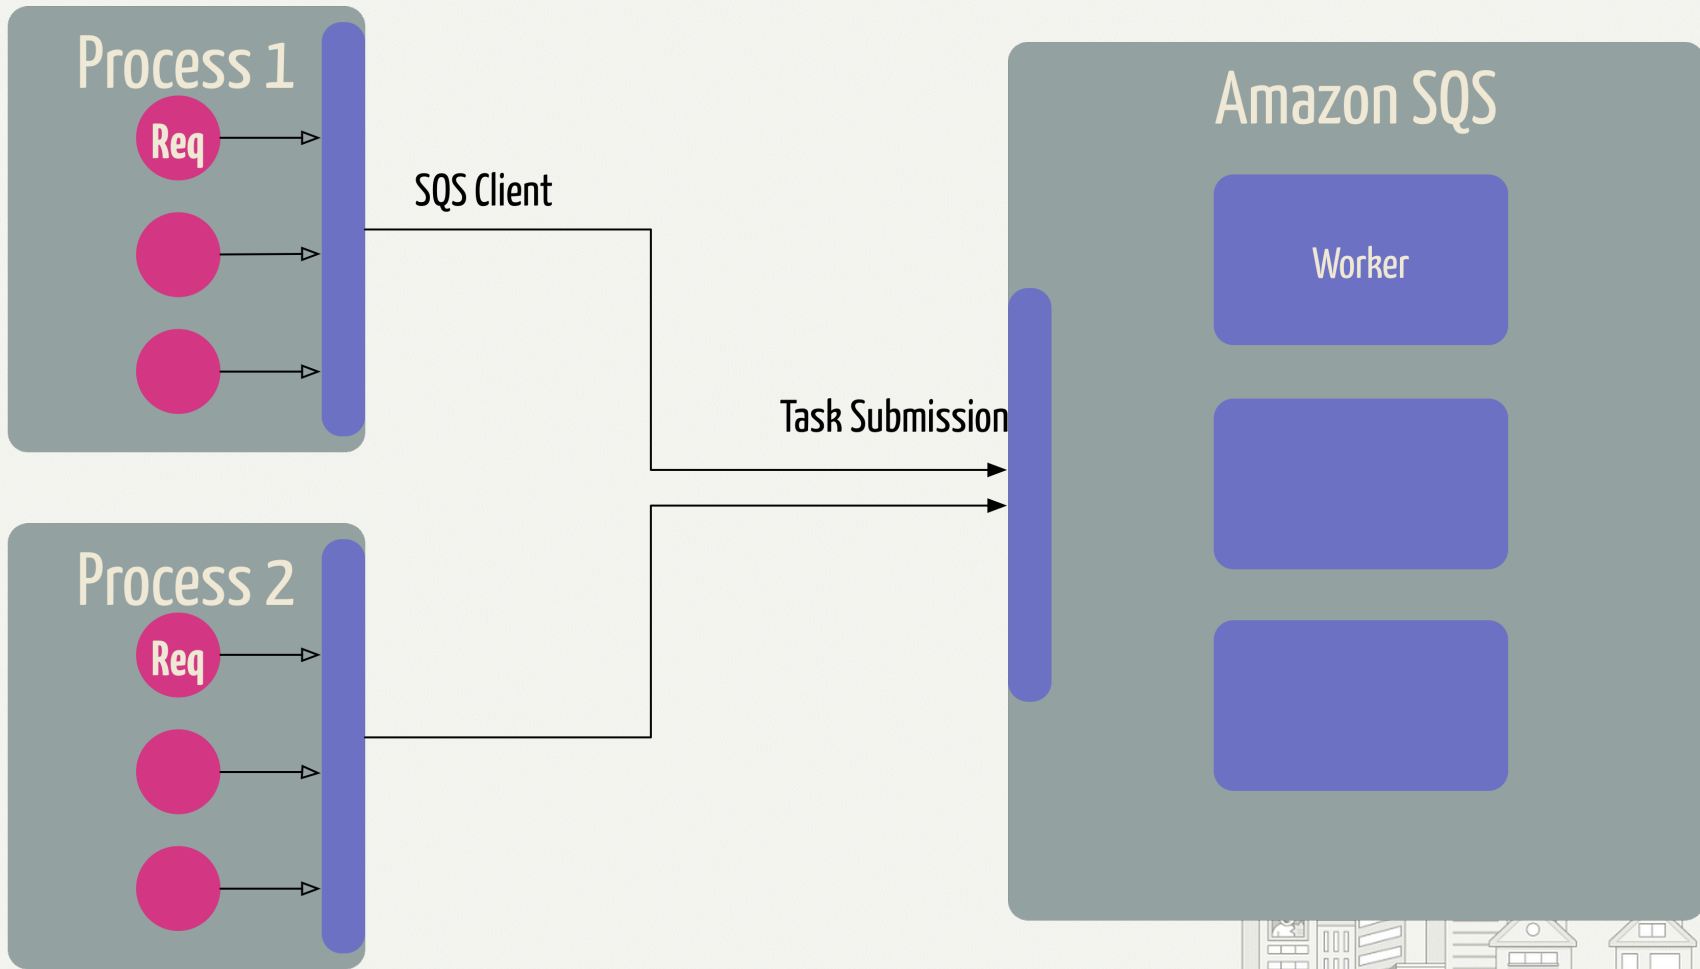 Process 1
Req
SQS Client
Task Submission
Process 2
Req
Amazon SQS
Worker